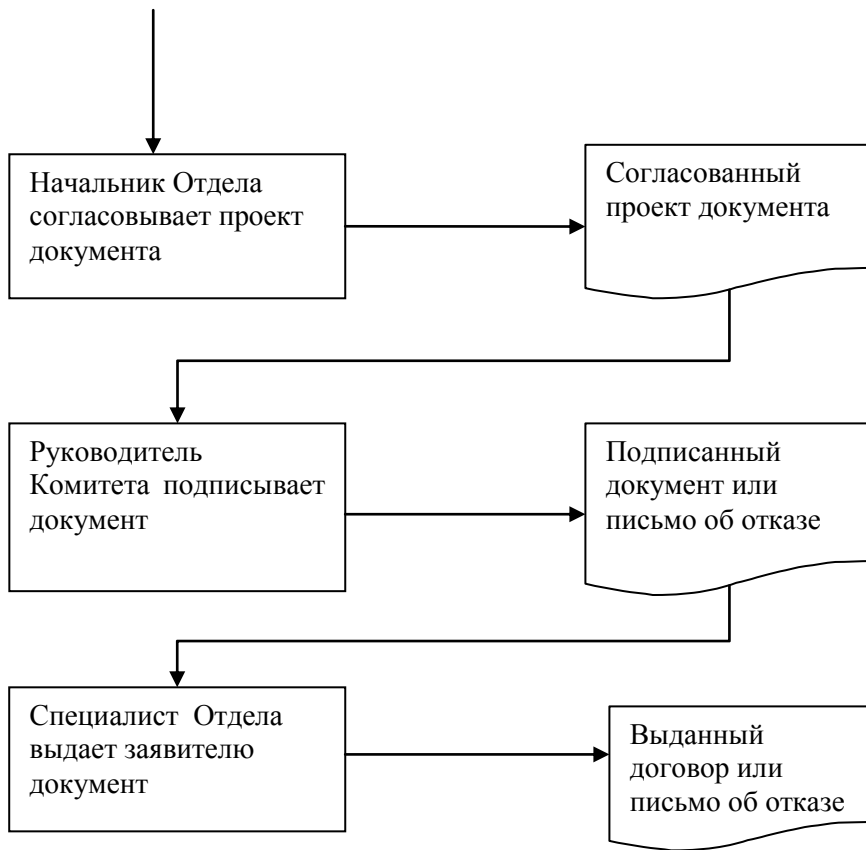 Начальник Отдела
согласовывает проект
документа
Согласованный
проект документа
Руководитель
Комитета подписывает
документ
Подписанный
документ или
письмо об отказе
Специалист Отдела
выдает заявителю
документ
Выданный
договор или
письмо об отказе